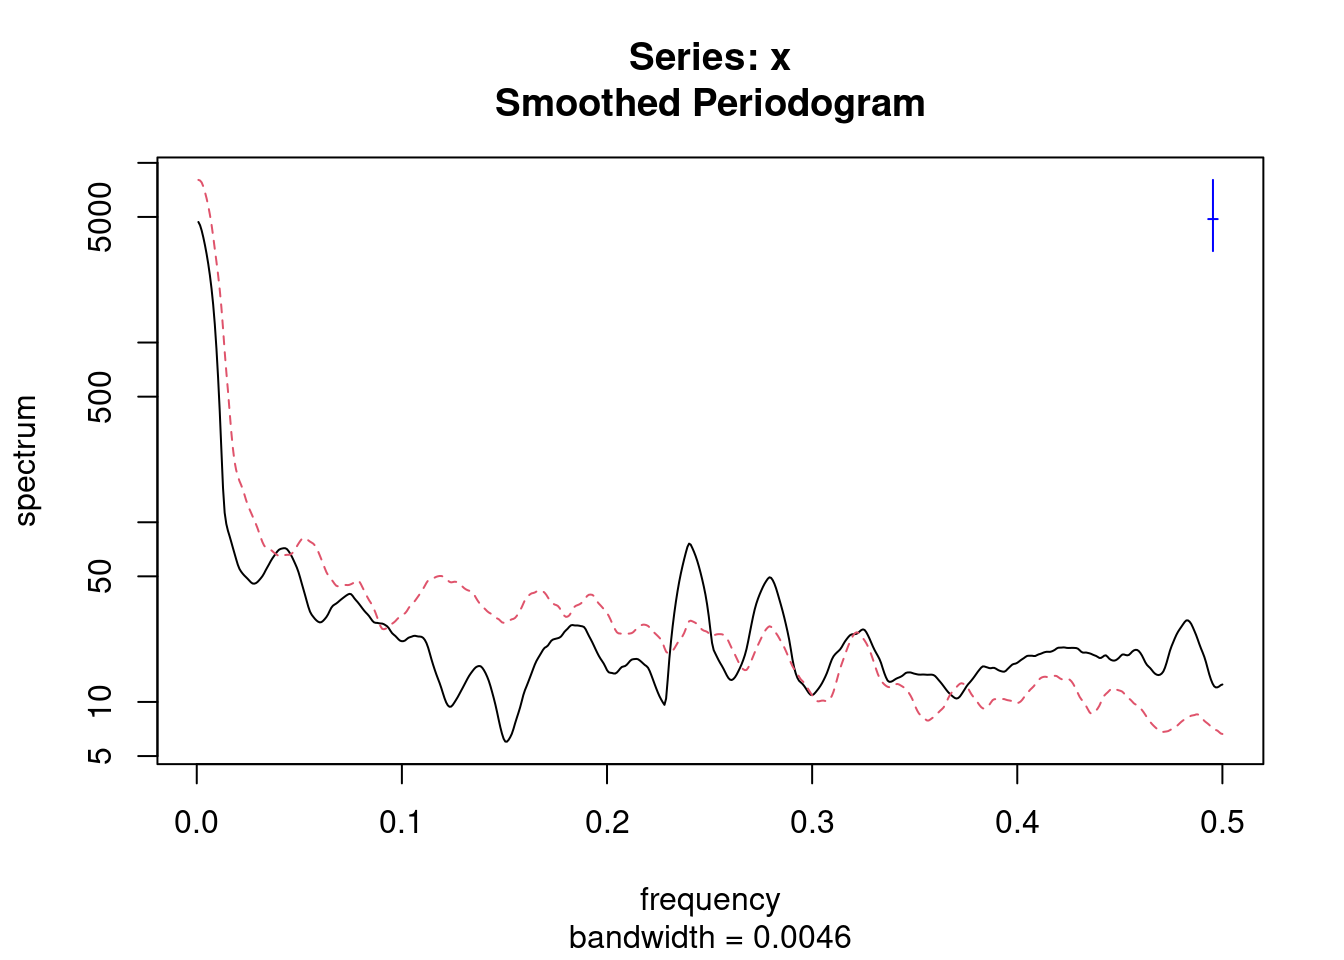 Series: x
Smoothed Periodogram
spectrum
5000
500
50
10
5
0.0 0.1 0.2 0.3 0.4 0.5
frequency
bandwidth = 0.0046